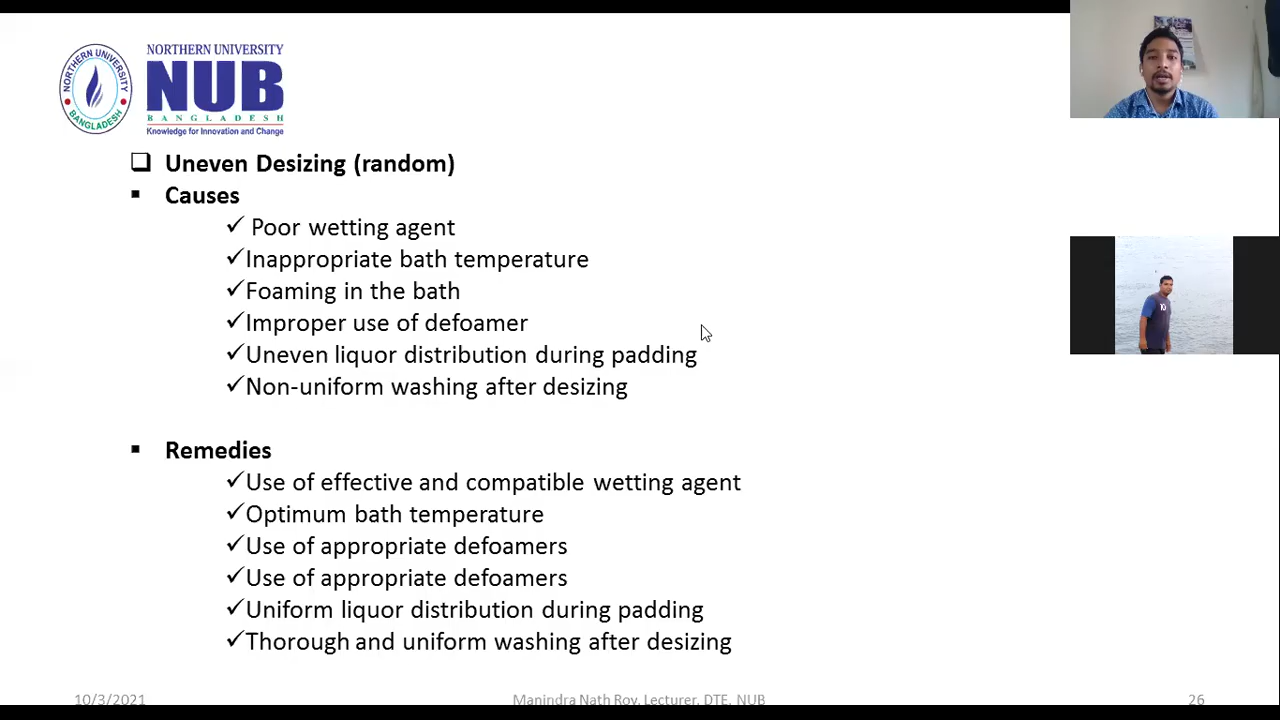 NORTHERN UNIVERSITY
BANGLADESH
NORTHERN UNIVERSITY
NUB
BANGLADESH
Knowledge for Innovation and Change
Uneven Desizing (random)
Causes
Poor wetting agent
Inappropriate bath temperature
Foaming in the bath
Improper use of defoamer
Uneven liquor distribution during padding
Non-uniform washing after desizing
Remedies
Use of effective and compatible wetting agent
Optimum bath temperature
Use of appropriate defoamers
Use of appropriate defoamers
Uniform liquor distribution during padding
Thorough and uniform washing after desizing
10/3/2021
Manindra Nath Roy, Lecturer, DTE, NUB
26
10